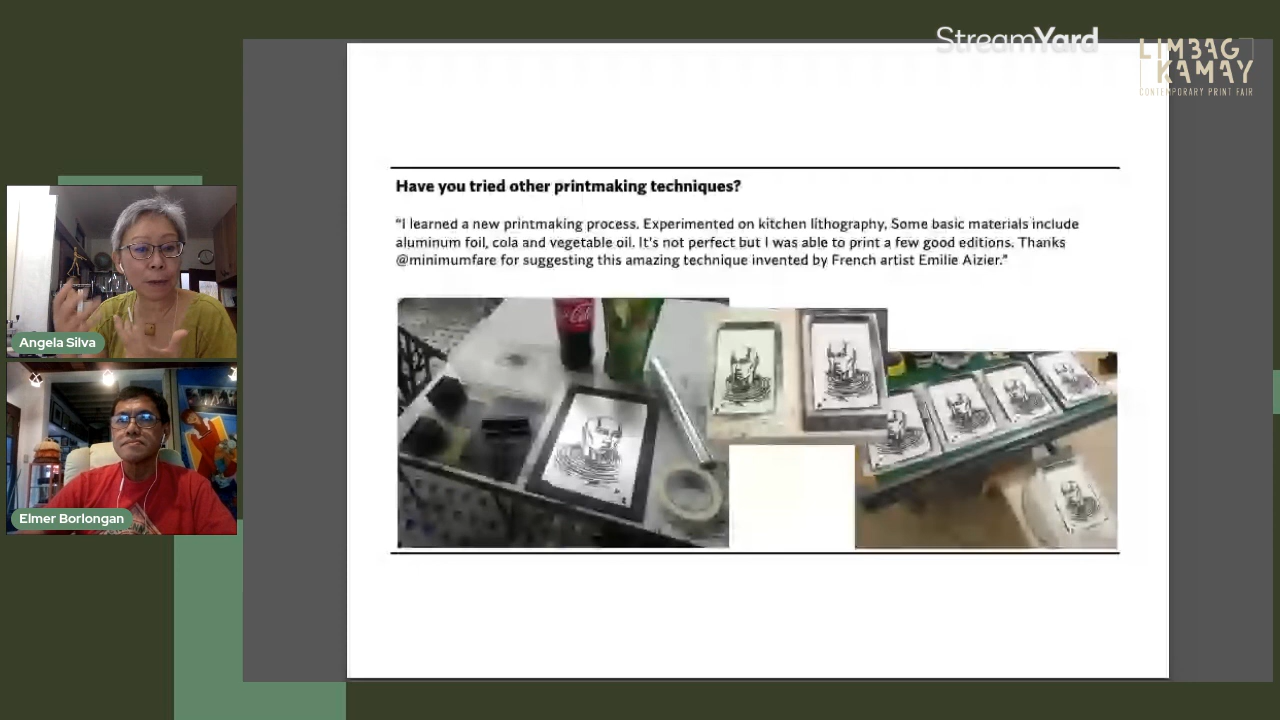 StreamYard
LIMBAG
KAMAY
CONTEMPORARY PRINT FAIR
Have you tried other printmaking techniques?
“I learned a new printmaking process. Experimented on kitchen lithography, Some basic materials include
aluminum foil, cola and vegetable oil. It's not perfect but I was able to print a few good editions. Thanks
@minimumfare for suggesting this amazing technique invented by French artist Emilie Aizier.”
Angela Silva
Elmer Borlongan